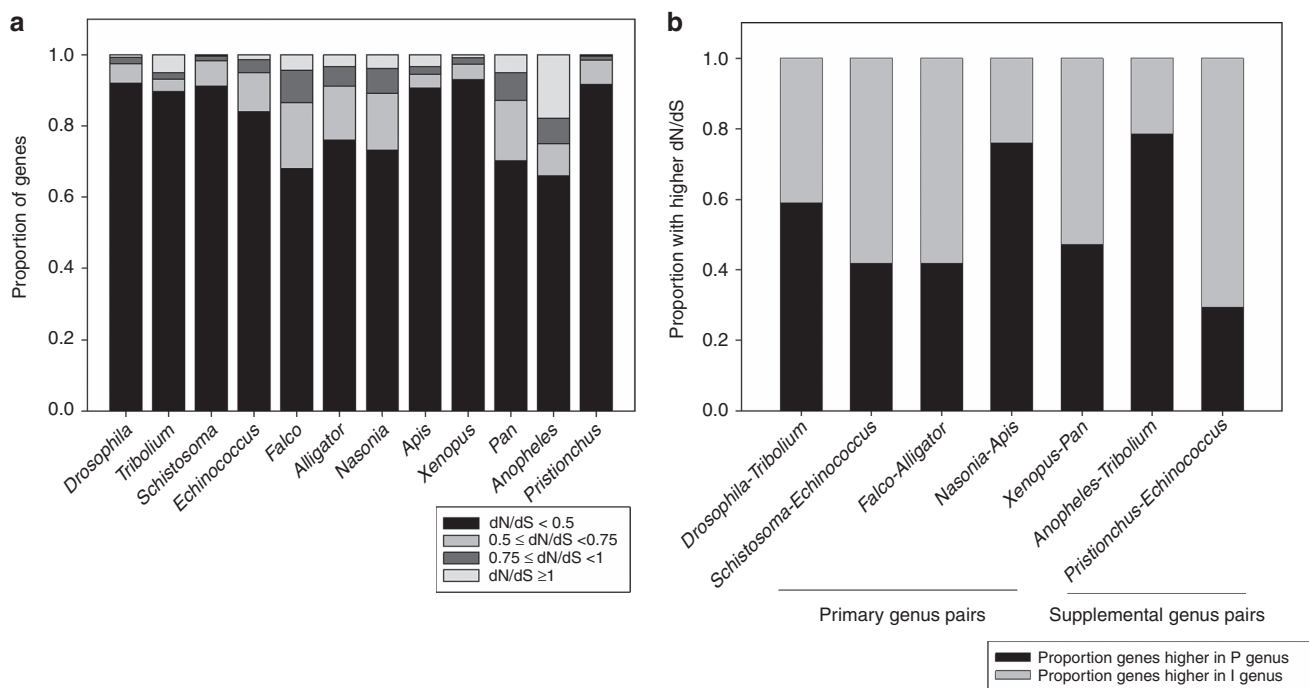 a
1.0
0.8
0.6
0.4
0.2
0.0
Proportion of genes
Drosophila
Tribolium
Schistosoma
Echinococcus
Falco
Alligator
Nasonia
Apis
Xenopus
Pan
Anopheles
Pristionchus
dN/dS < 0.5
0.5 ≤ dN/dS <0.75
0.75 ≤ dN/dS <1
dN/dS ≥1
b
1.0
0.8
0.6
0.4
0.2
0.0
Proportion with higher dN/dS
Drosophila-Tribolium
Schistosoma-Echinococcus
Falco-Alligator
Nasonia-Apis
Xenopus-Pan
Anopheles-Tribolium
Pristionchus-Echinococcus
Primary genus pairs
Supplemental genus pairs
Proportion genes higher in P genus
Proportion genes higher in I genus